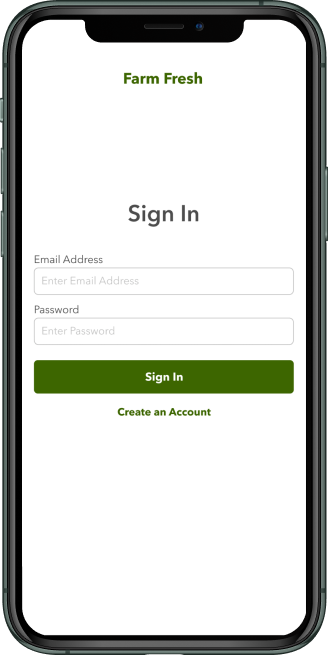 Farm Fresh
Sign In
Email Address
Enter Email Address
Password
Enter Password
Sign In
Create an Account